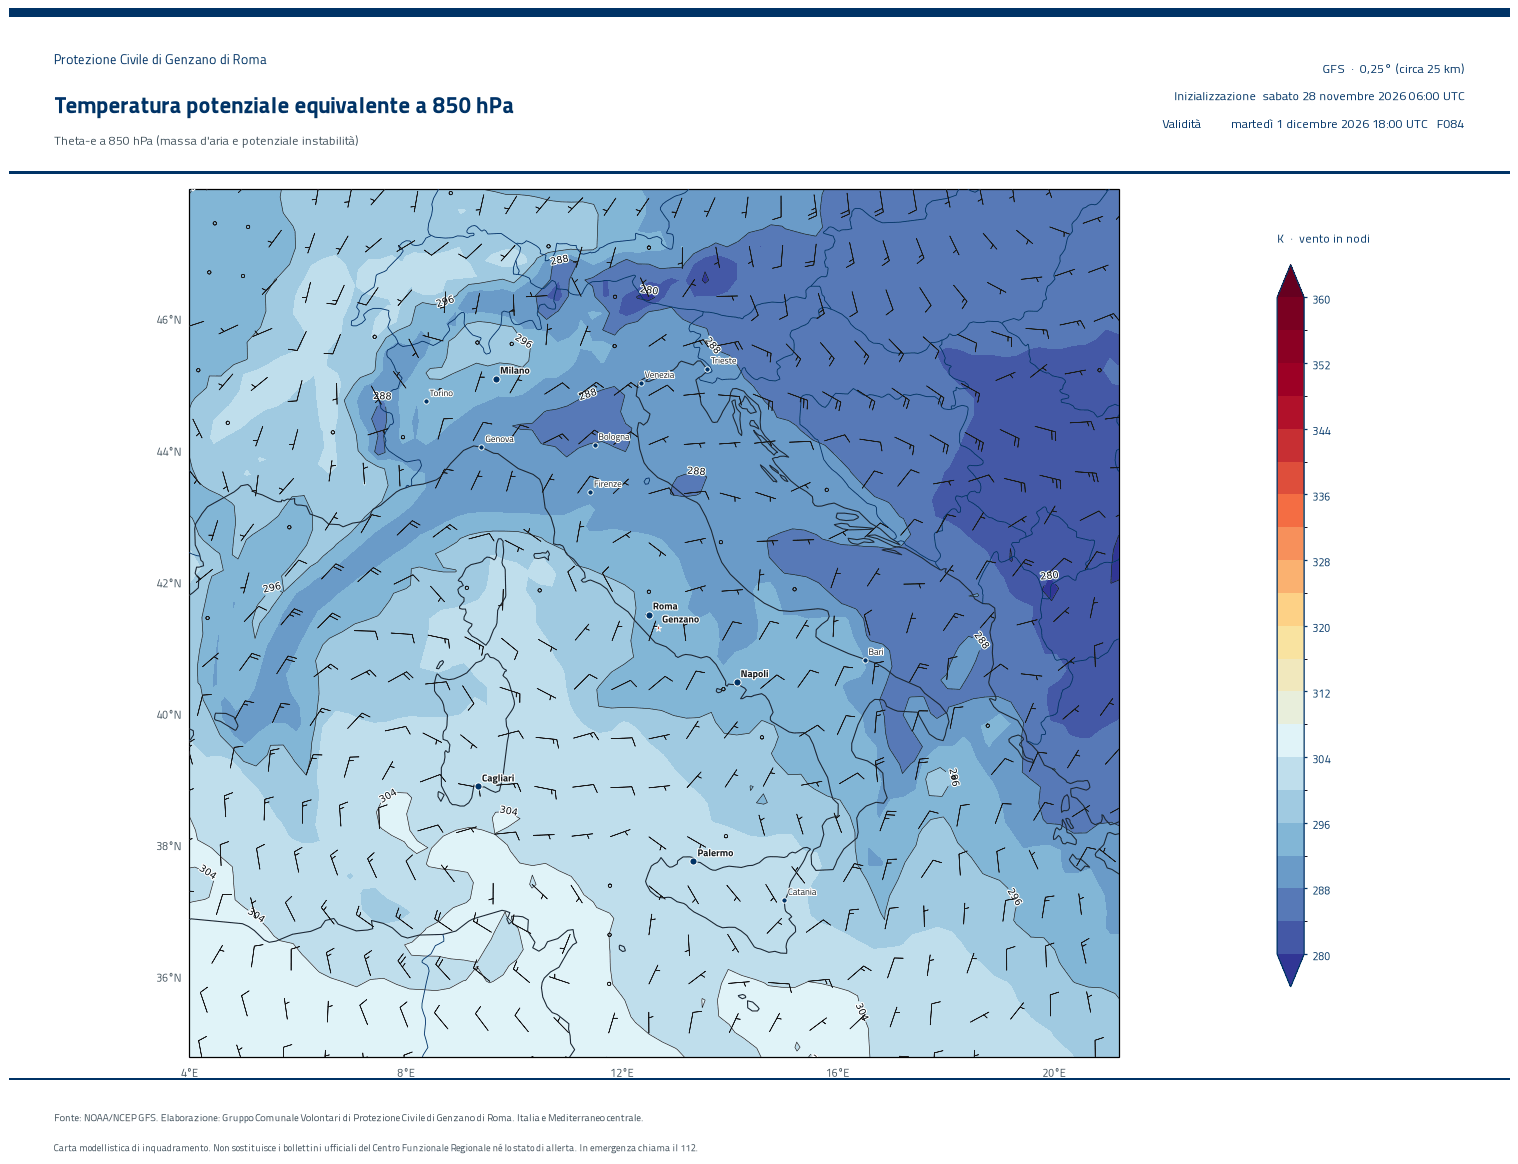 Protezione Civile di Genzano di Roma
Temperatura potenziale equivalente a 850 hPa
Theta-e a 850 hPa (massa d'aria e potenziale instabilità)
GFS · 0,25° (circa 25 km)
Inizializzazione sabato 28 novembre 2026 06:00 UTC
Validità martedì 1 dicembre 2026 18:00 UTC F084
K · vento in nodi
360
352
344
336
328
320
312
304
296
288
280
46°N
44°N
42°N
40°N
38°N
36°N
4°E
8°E
12°E
16°E
20°E
288
280
296
296
288
Trieste
Milano
Venezia
288
Torino
288
Genova
Bologna
288
Firenze
296
280
Roma
Genzano
288
Bari
Napoli
296
Cagliari
304
304
Palermo
304
Catania
296
304
304
Fonte: NOAA/NCEP GFS. Elaborazione: Gruppo Comunale Volontari di Protezione Civile di Genzano di Roma. Italia e Mediterraneo centrale.
Carta modellistica di inquadramento. Non sostituisce i bollettini ufficiali del Centro Funzionale Regionale né lo stato di allerta. In emergenza chiama il 112.